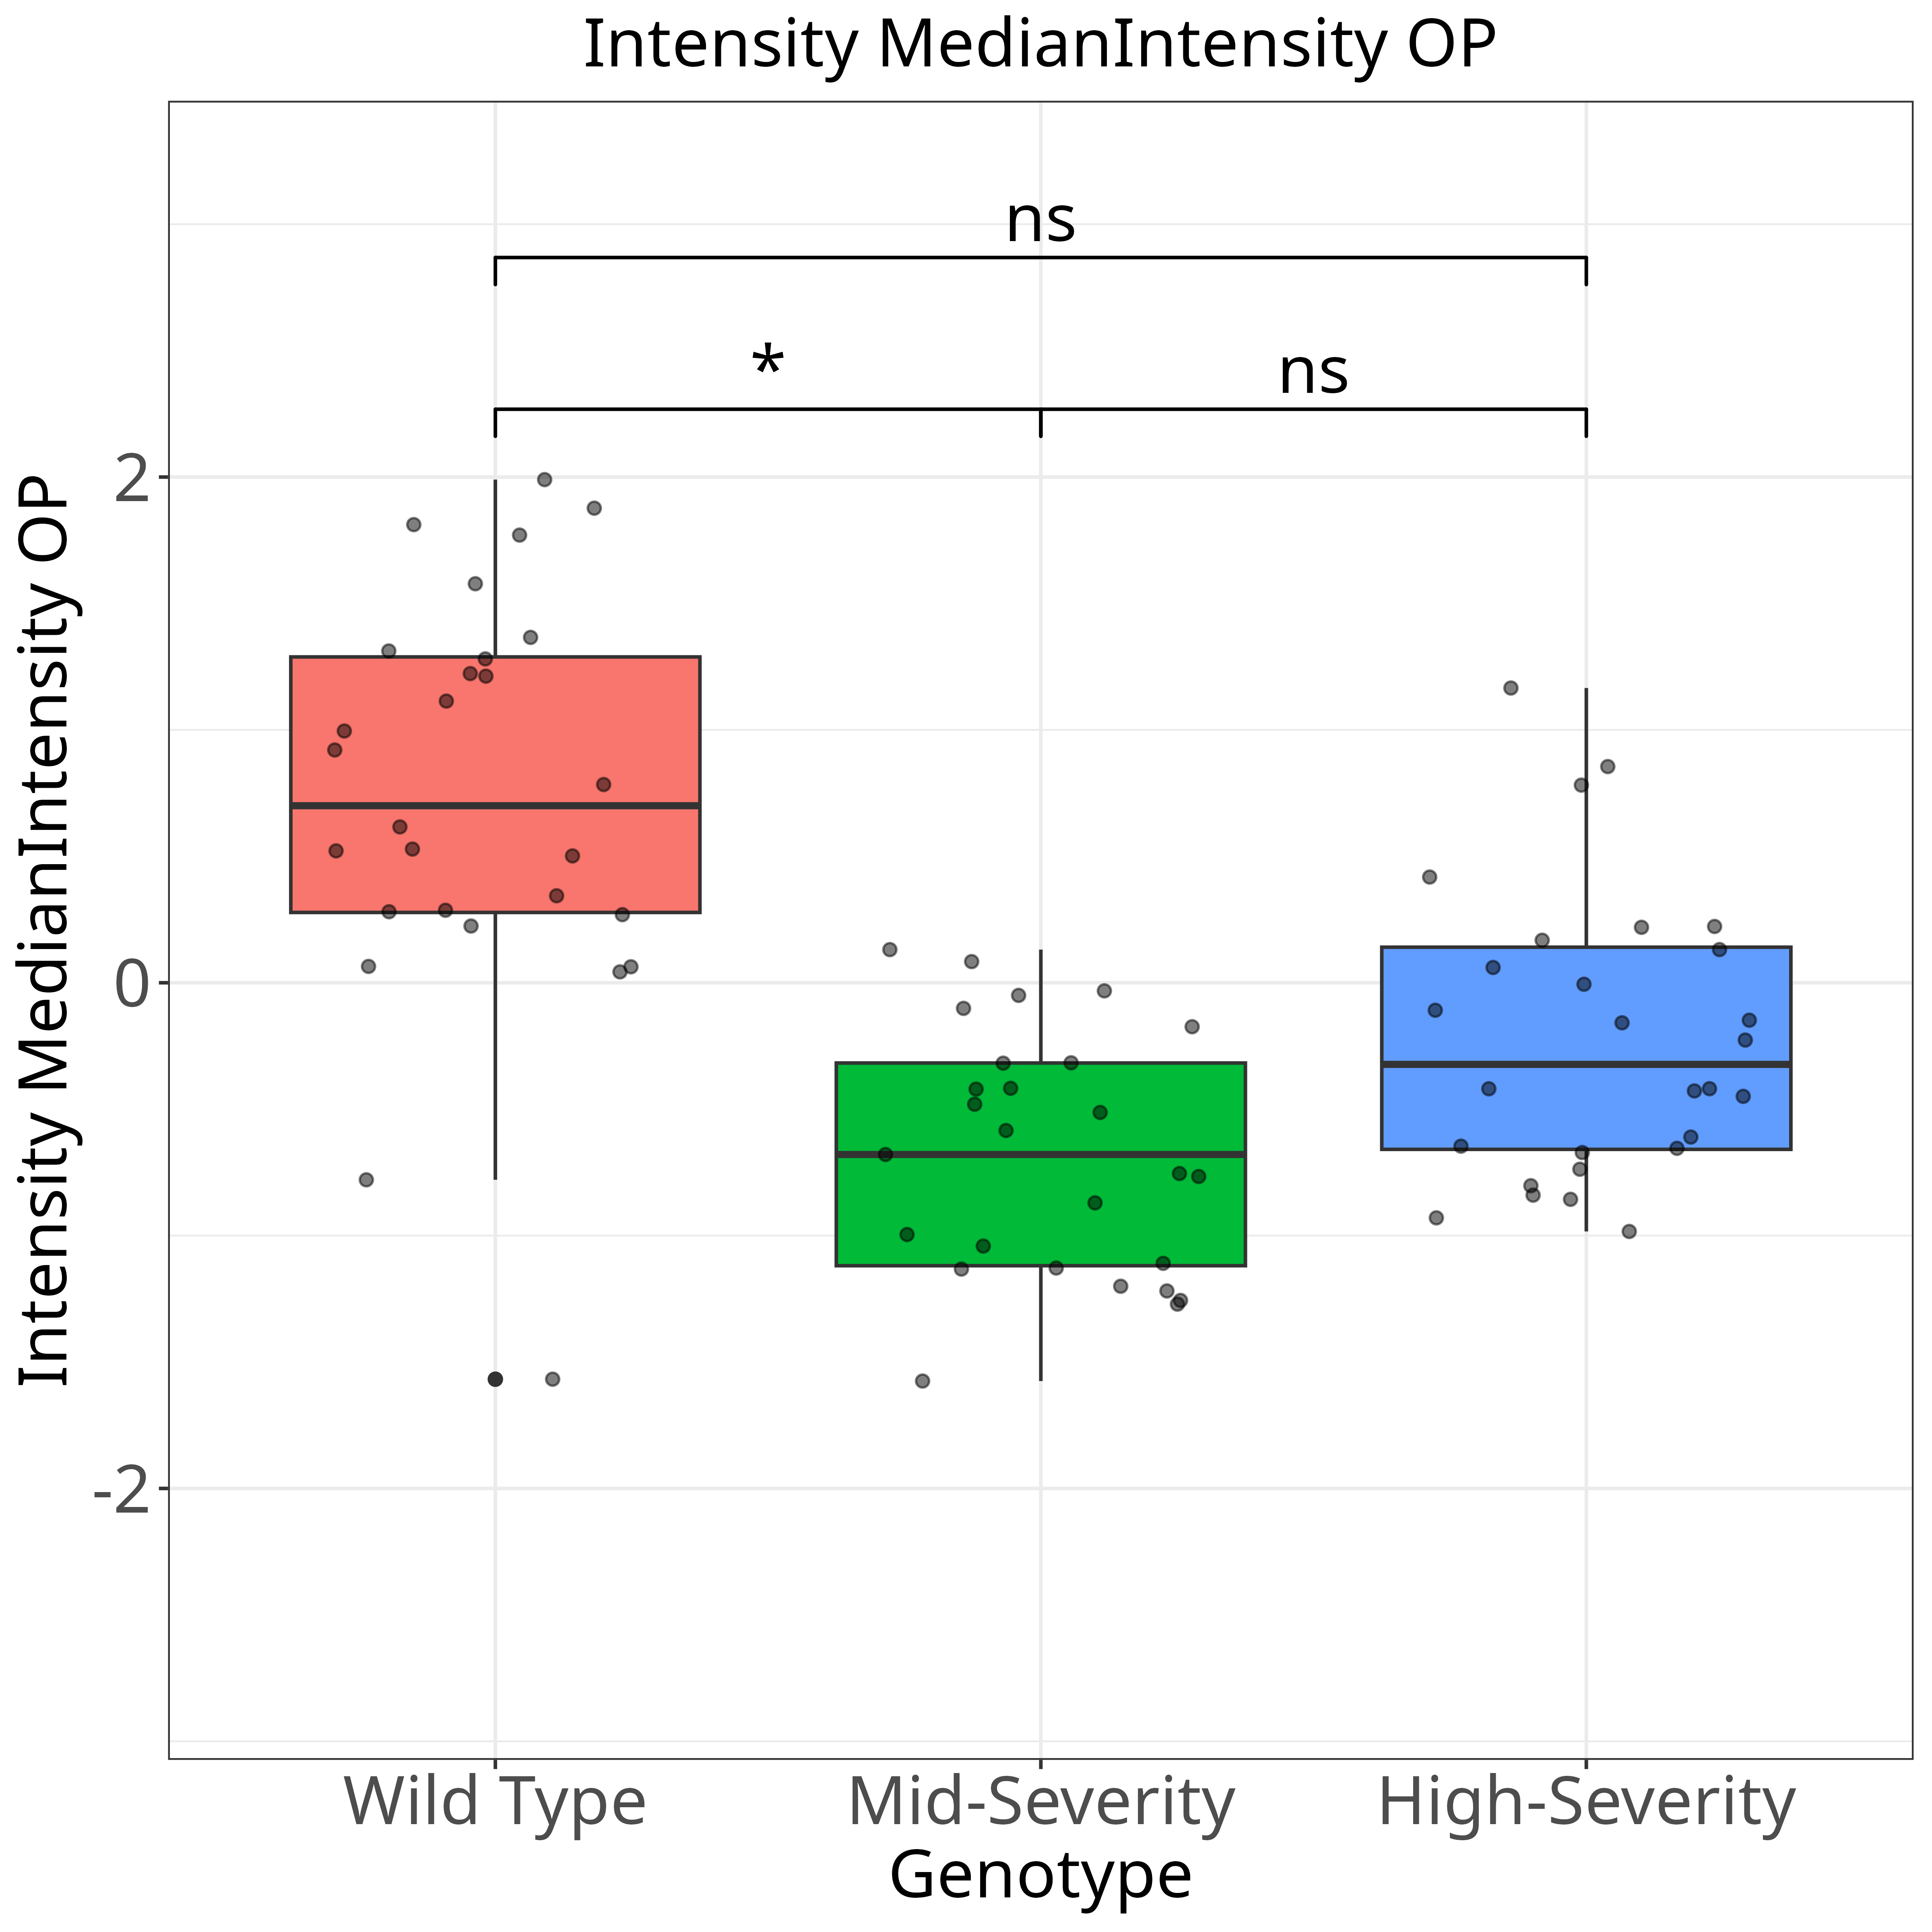 Intensity MedianIntensity OP
ns
*
ns
Intensity MedianIntensity OP
2
0
-2
Wild Type
Mid-Severity
High-Severity
Genotype